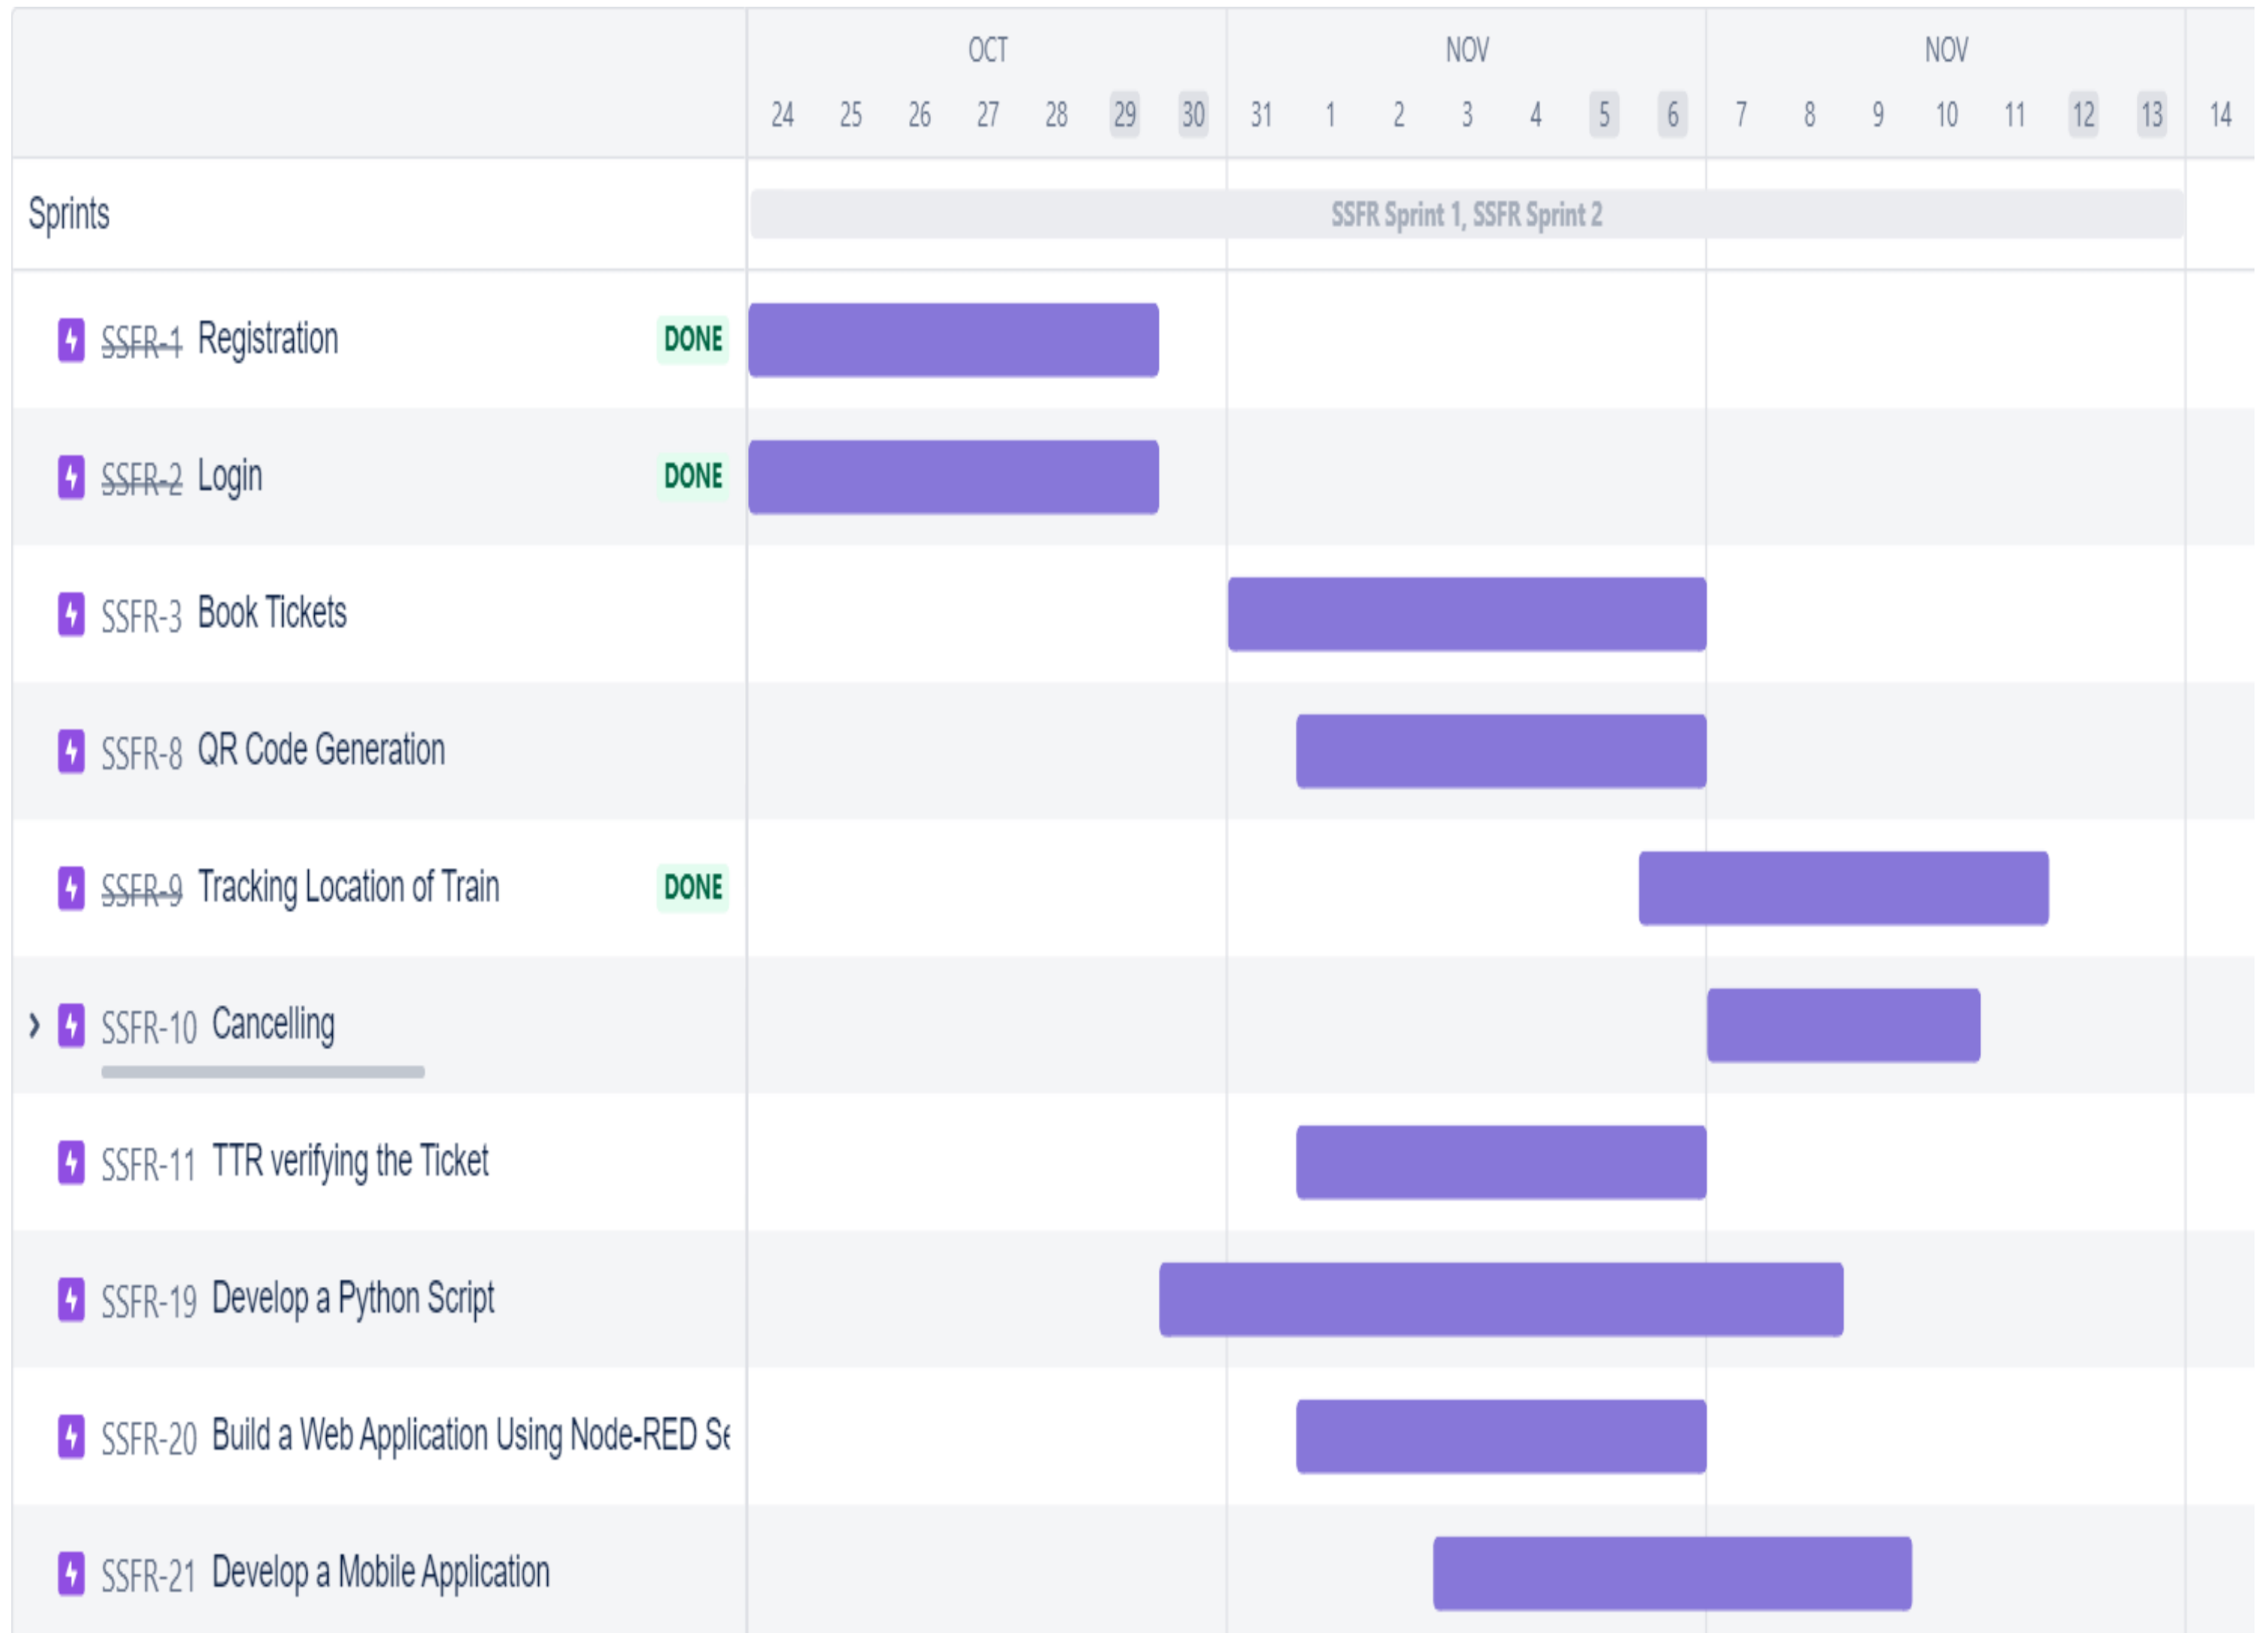 OCT NOV NOV
24 25 26 27 28 29 30 31 1 2 3 4 5 6 7 8 9 10 11 12 13 14
Sprints SSFR Sprint 1, SSFR Sprint 2
SSFR-1 Registration DONE
SSFR-2 Login DONE
SSFR-3 Book Tickets
SSFR-8 QR Code Generation
SSFR-9 Tracking Location of Train DONE
SSFR-10 Cancelling
SSFR-11 TTR verifying the Ticket
SSFR-19 Develop a Python Script
SSFR-20 Build a Web Application Using Node-RED Se
SSFR-21 Develop a Mobile Application